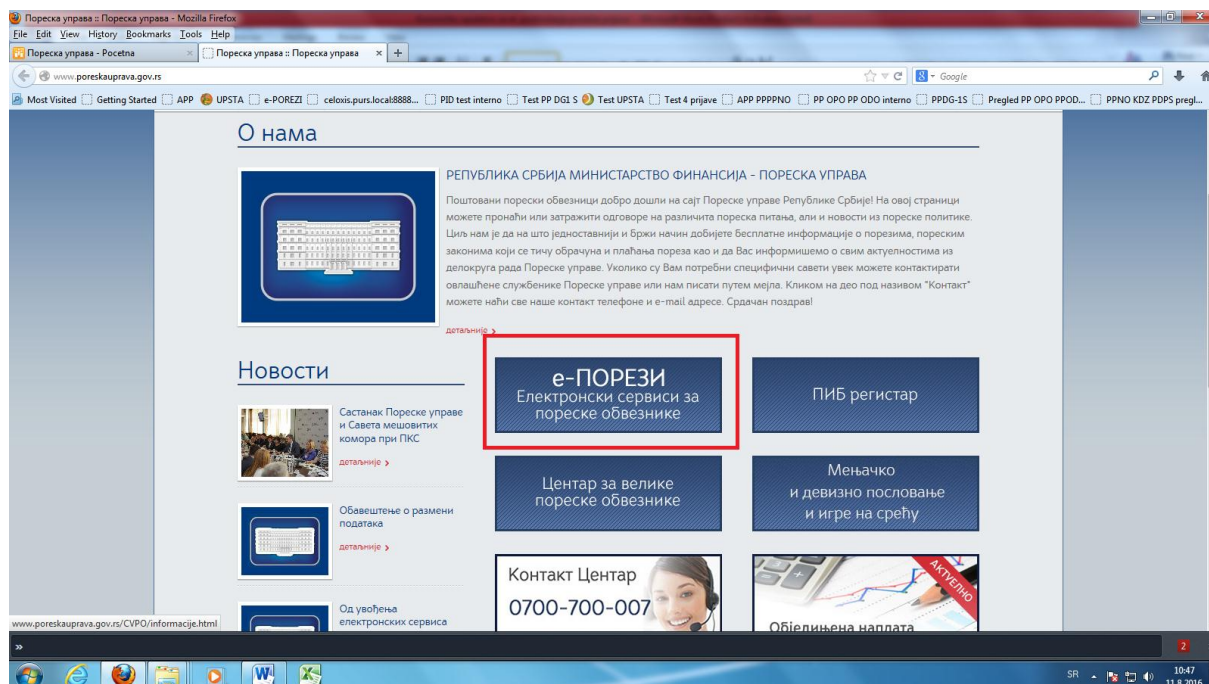 Пореска управа :: Пореска управа - Mozilla Firefox
File Edit View History Bookmarks Tools Help
Пореска управа - Pocetna
Пореска управа :: Пореска управа
www.poreskauprava.gov.rs
Google
Most Visited Getting Started APP UPSTA e-POREZI celoxis.purs.local:8888... PID test interno Test PP DG1 S Test UPSTA Test 4 prijave APP PPPPNO PP OPO PP ODO interno PPDG-1S Pregled PP OPO PPOD... PPNO KDZ PDPS pregl...
О нама
РЕПУБЛИКА СРБИЈА МИНИСТАРСТВО ФИНАНСИЈА - ПОРЕСКА УПРАВА
Поштовани порески обвезници добро дошли на сајт Пореске управе Републике Србије! На овој страници
можете пронаћи или затражити одговоре на различита пореска питања, али и новости из пореске политике.
Циљ нам је да на што једноставнији и бржи начин добијете бесплатне информације о порезима, пореским
законима који се тичу обрачуна и плаћања пореза као и да Вас информишемо о свим актуелностима из
делокруга рада Пореске управе. Уколико су Вам потребни специфични савети увек можете контактирати
овлашћене службенике Пореске управе или нам писати путем мејла. Кликом на део под називом "Контакт"
можете наћи све наше контакт телефоне и e-mail адресе. Срдачан поздрав!
детаљније
Новости
Састанак Пореске управе
и Савета мешовитих
комора при ПКС
детаљније
Обавештење о размени
података
детаљније
Од увођења
електронских сервиса
е-ПОРЕЗИ
Електронски сервиси за
пореске обвезнике
ПИБ регистар
Центар за велике
пореске обвезнике
Мењачко
и девизно пословање
и игре на срећу
Контакт Центар
0700-700-007
АКТУЕЛНО
Обједињена наплата
www.poreskauprava.gov.rs/CVPO/informacije.html
»
2
SR
10:47
11.8.2016